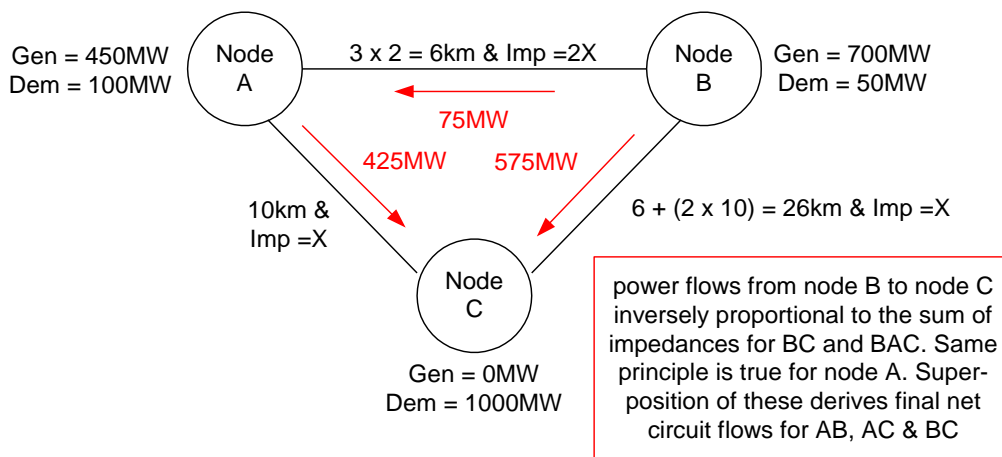 Gen = 450MW
Dem = 100MW
Node
A
3 x 2 = 6km & Imp =2X
75MW
Node
B
Gen = 700MW
Dem = 50MW
425MW
575MW
10km &
Imp =X
6 + (2 x 10) = 26km & Imp =X
Node
C
Gen = 0MW
Dem = 1000MW
power flows from node B to node C
inversely proportional to the sum of
impedances for BC and BAC. Same
principle is true for node A. Super-
position of these derives final net
circuit flows for AB, AC & BC